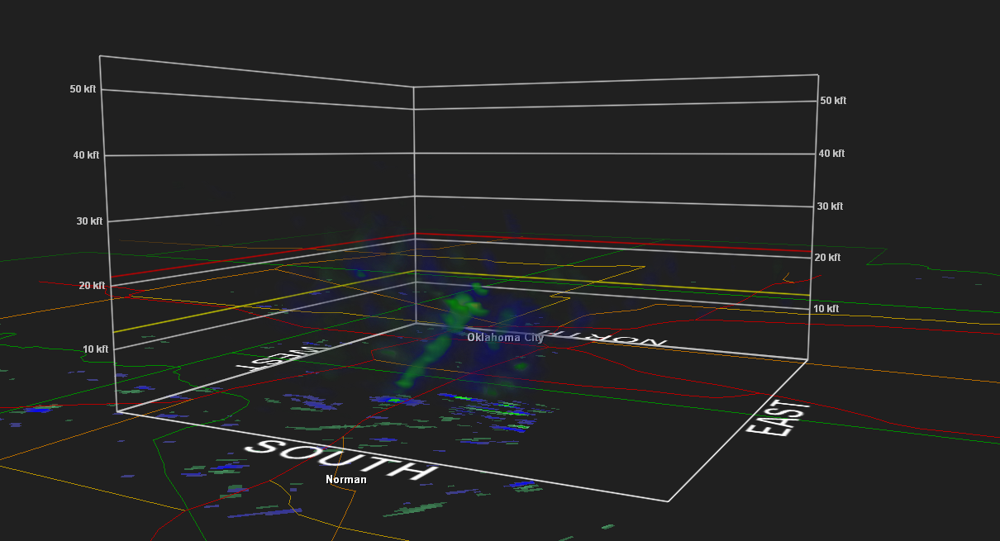 50 kft
50 kft
40 kft
40 kft
30 kft
30 kft
20 kft
20 kft
10 kft
10 kft
Oklahoma City
NORTH
WEST
EAST
SOUTH
Norman